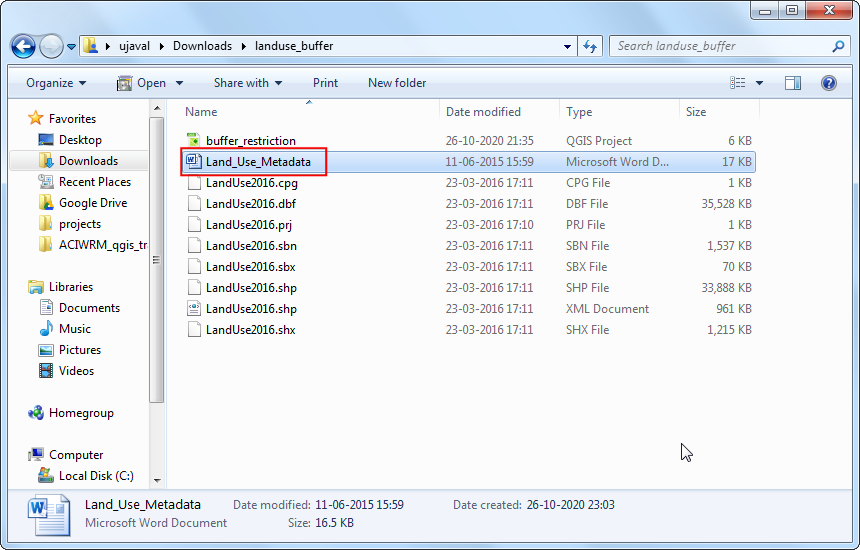 ujaval Downloads landuse_buffer Search landuse_buffer
Organize Open Share with Print New folder
Favorites
Desktop
Downloads
Recent Places
Google Drive
projects
ACIWRM_qgis_tr
Libraries
Documents
Music
Pictures
Videos
Homegroup
Computer
Local Disk (C:)
Name Date modified Type Size
buffer_restriction 26-10-2020 21:35 QGIS Project 6 KB
Land_Use_Metadata 11-06-2015 15:59 Microsoft Word D... 17 KB
LandUse2016.cpg 23-03-2016 17:11 CPG File 1 KB
LandUse2016.dbf 23-03-2016 17:11 DBF File 35,528 KB
LandUse2016.prj 23-03-2016 17:10 PRJ File 1 KB
LandUse2016.sbn 23-03-2016 17:11 SBN File 1,537 KB
LandUse2016.sbx 23-03-2016 17:11 SBX File 70 KB
LandUse2016.shp 23-03-2016 17:11 SHP File 33,888 KB
LandUse2016.shp 23-03-2016 17:11 XML Document 961 KB
LandUse2016.shx 23-03-2016 17:11 SHX File 1,215 KB
Land_Use_Metadata Date modified: 11-06-2015 15:59 Date created: 26-10-2020 23:03
Microsoft Word Document Size: 16.5 KB